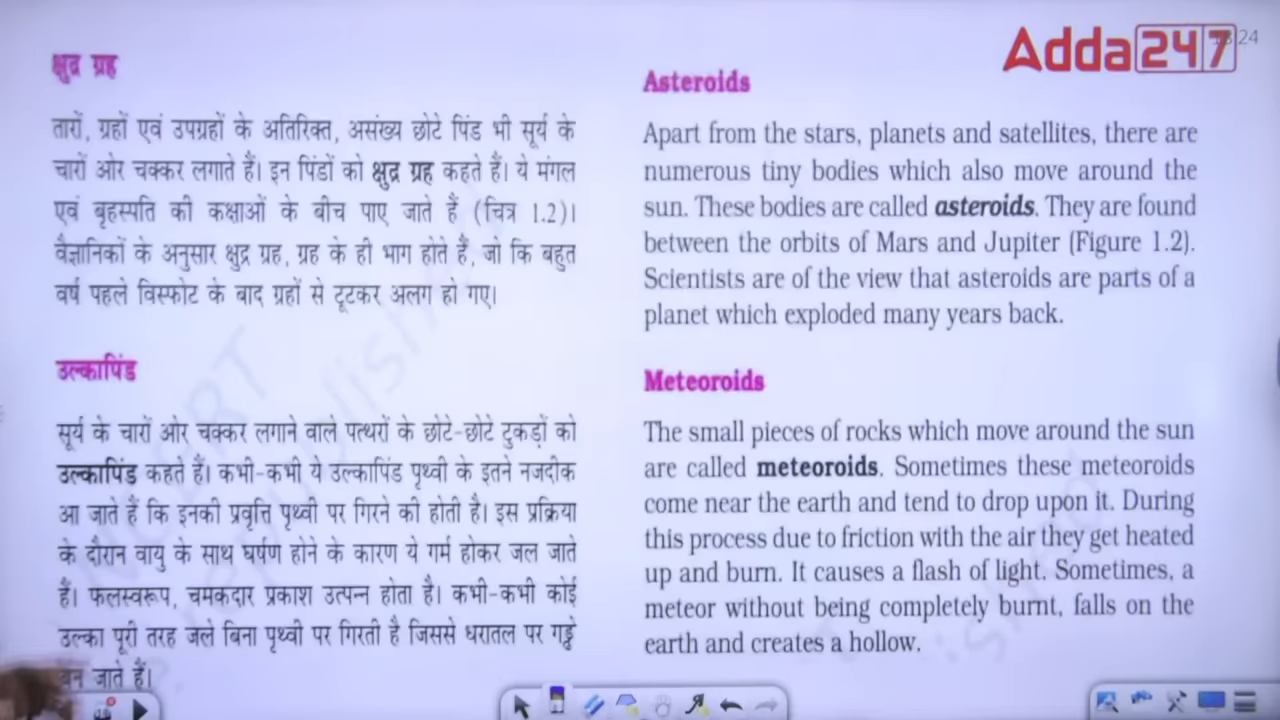 Adda247
क्षुद्र ग्रह
तारों, ग्रहों एवं उपग्रहों के अतिरिक्त, असंख्य छोटे पिंड भी सूर्य के
चारों ओर चक्कर लगाते हैं। इन पिंडों को क्षुद्र ग्रह कहते हैं। ये मंगल
एवं बृहस्पति की कक्षाओं के बीच पाए जाते हैं (चित्र 1.2)।
वैज्ञानिकों के अनुसार क्षुद्र ग्रह, ग्रह के ही भाग होते हैं, जो कि बहुत
वर्ष पहले विस्फोट के बाद ग्रहों से टूटकर अलग हो गए।
उल्कापिंड
सूर्य के चारों ओर चक्कर लगाने वाले पत्थरों के छोटे-छोटे टुकड़ों को
उल्कापिंड कहते हैं। कभी-कभी ये उल्कापिंड पृथ्वी के इतने नजदीक
आ जाते हैं कि इनकी प्रवृत्ति पृथ्वी पर गिरने की होती है। इस प्रक्रिया
के दौरान वायु के साथ घर्षण होने के कारण ये गर्म होकर जल जाते
हैं। फलस्वरूप, चमकदार प्रकाश उत्पन्न होता है। कभी-कभी कोई
उल्का पूरी तरह जले बिना पृथ्वी पर गिरती है जिससे धरातल पर गड्ढे
बन जाते हैं।
Asteroids
Apart from the stars, planets and satellites, there are
numerous tiny bodies which also move around the
sun. These bodies are called asteroids. They are found
between the orbits of Mars and Jupiter (Figure 1.2).
Scientists are of the view that asteroids are parts of a
planet which exploded many years back.
Meteoroids
The small pieces of rocks which move around the sun
are called meteoroids. Sometimes these meteoroids
come near the earth and tend to drop upon it. During
this process due to friction with the air they get heated
up and burn. It causes a flash of light. Sometimes, a
meteor without being completely burnt, falls on the
earth and creates a hollow.